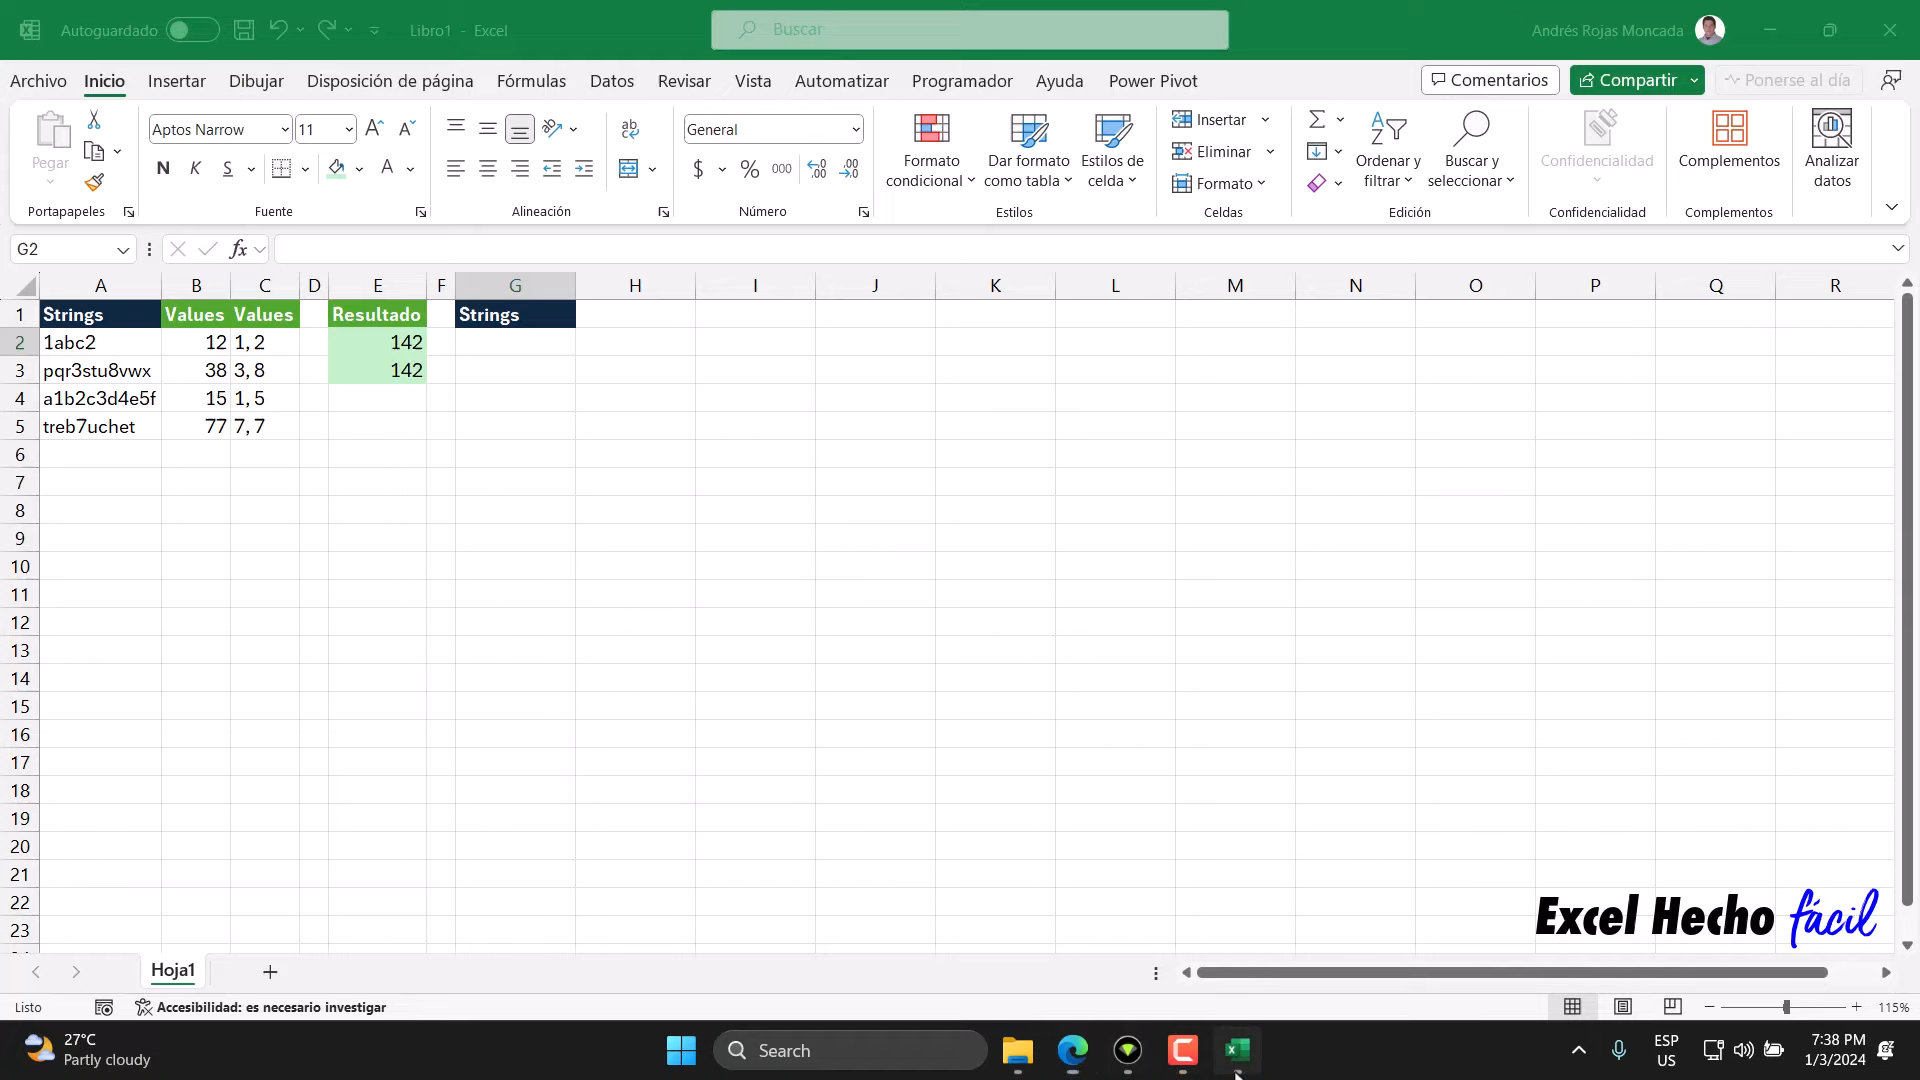 Autoguardado
Libro1 - Excel
Buscar
Andrés Rojas Moncada
Archivo Inicio Insertar Dibujar Disposición de página Fórmulas Datos Revisar Vista Automatizar Programador Ayuda Power Pivot
Comentarios Compartir Ponerse al día
Pegar
Portapapeles
Aptos Narrow 11
N K S A
Fuente
ab
Alineación
General
$ % 000
Número
Formato condicional
Dar formato como tabla
Estilos de celda
Estilos
Insertar
Eliminar
Formato
Celdas
Ordenar y filtrar
Buscar y seleccionar
Edición
Confidencialidad
Confidencialidad
Complementos
Complementos
Analizar datos
G2 fx
A B C D E F G H I J K L M N O P Q R
1 Strings Values Values Resultado Strings
2 1abc2 12 1, 2 142
3 pqr3stu8vwx 38 3, 8 142
4 a1b2c3d4e5f 15 1, 5
5 treb7uchet 77 7, 7
6
7
8
9
10
11
12
13
14
15
16
17
18
19
20
21
22
23
Excel Hecho fácil
Hoja1
Listo Accesibilidad: es necesario investigar 115%
27°C
Partly cloudy
Search
ESP
US
7:38 PM
1/3/2024